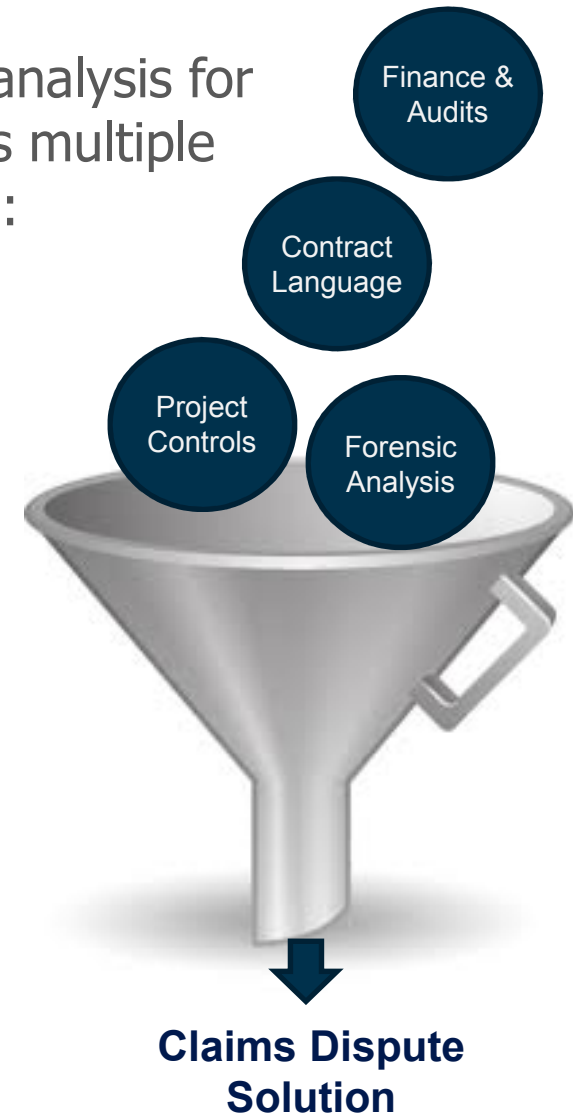 analysis for
s multiple
:
Finance &
Audits
Contract
Language
Project
Controls
Forensic
Analysis
Claims Dispute
Solution